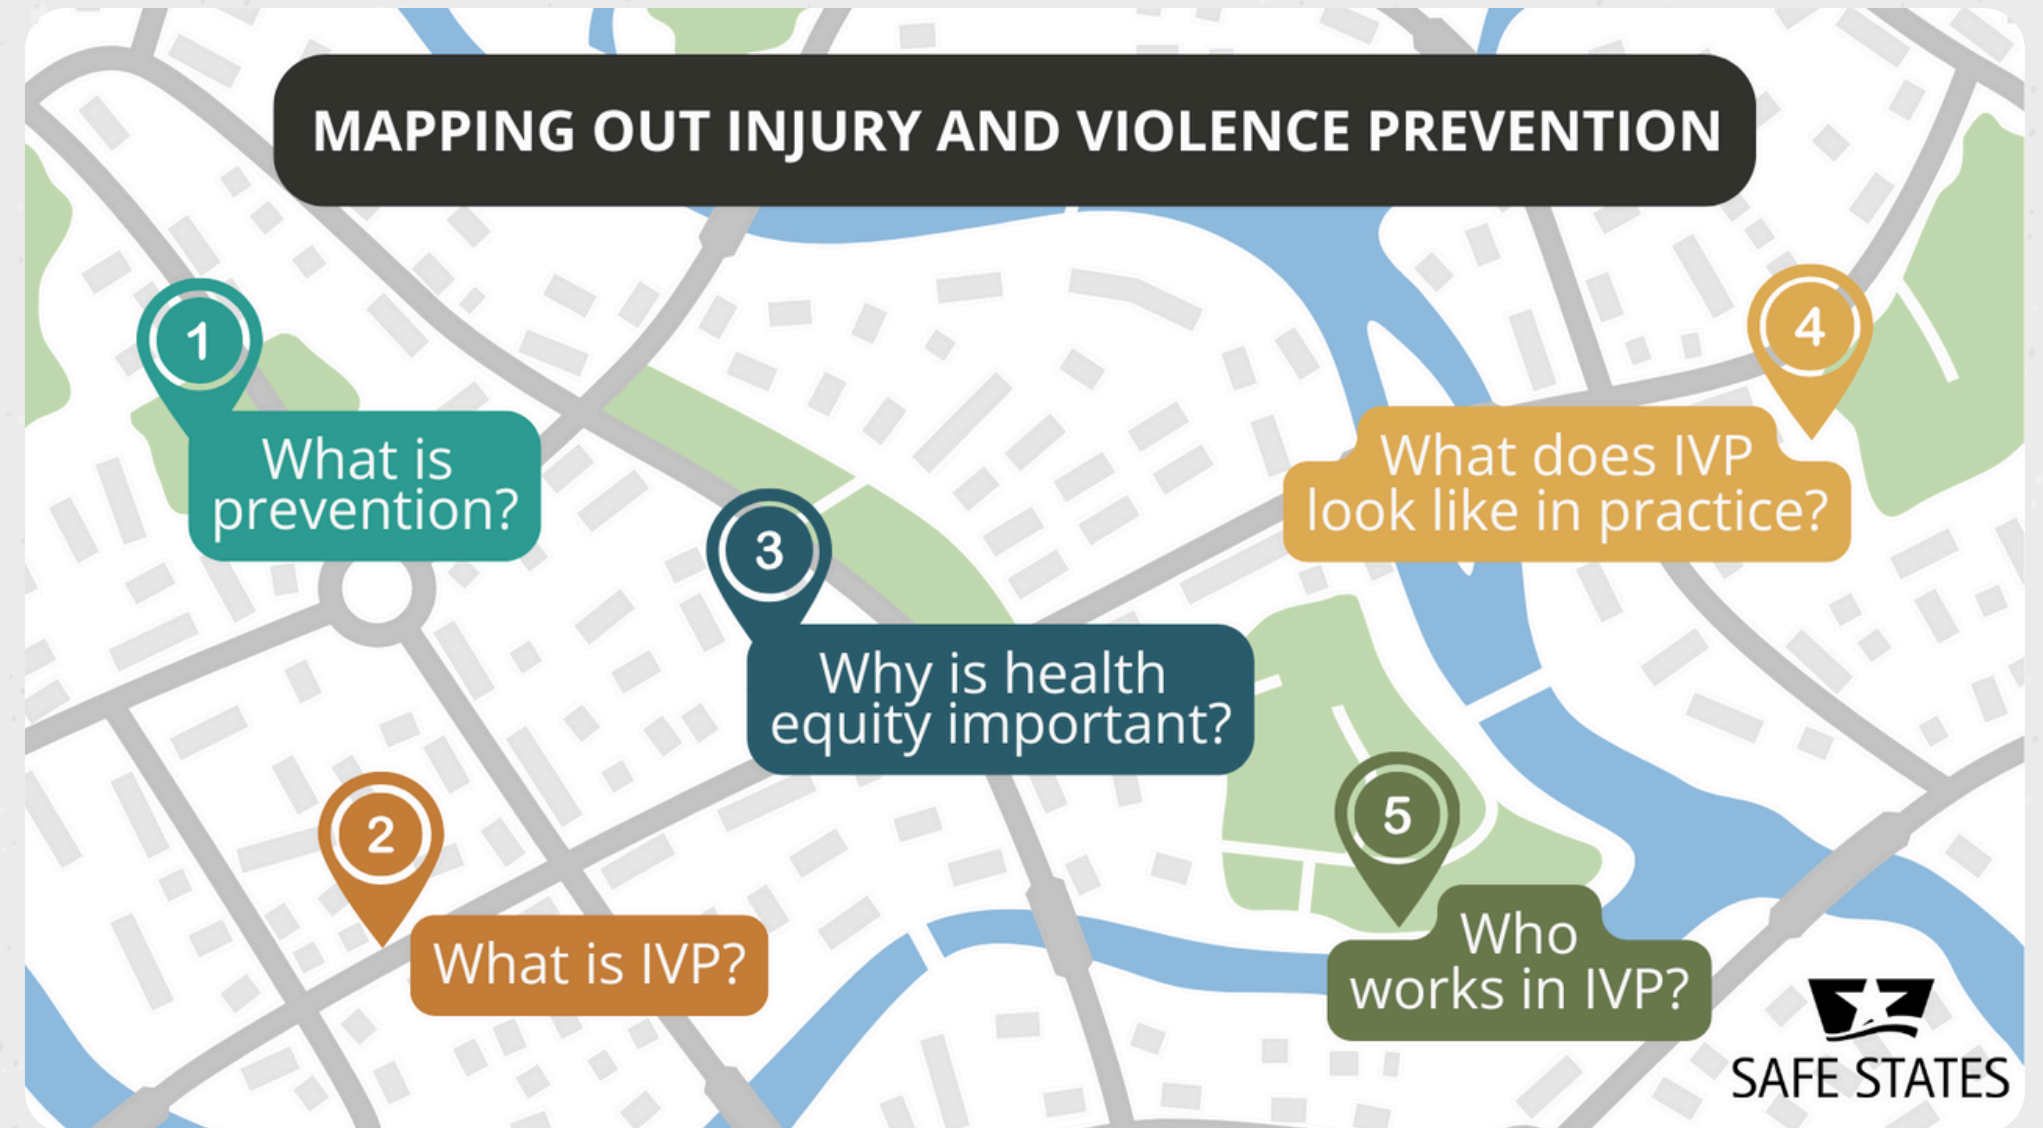 MAPPING OUT INJURY AND VIOLENCE PREVENTION
1
What is
prevention?
2
What is IVP?
3
Why is health
equity important?
4
What does IVP
look like in practice?
5
Who
works in IVP?
SAFE STATES